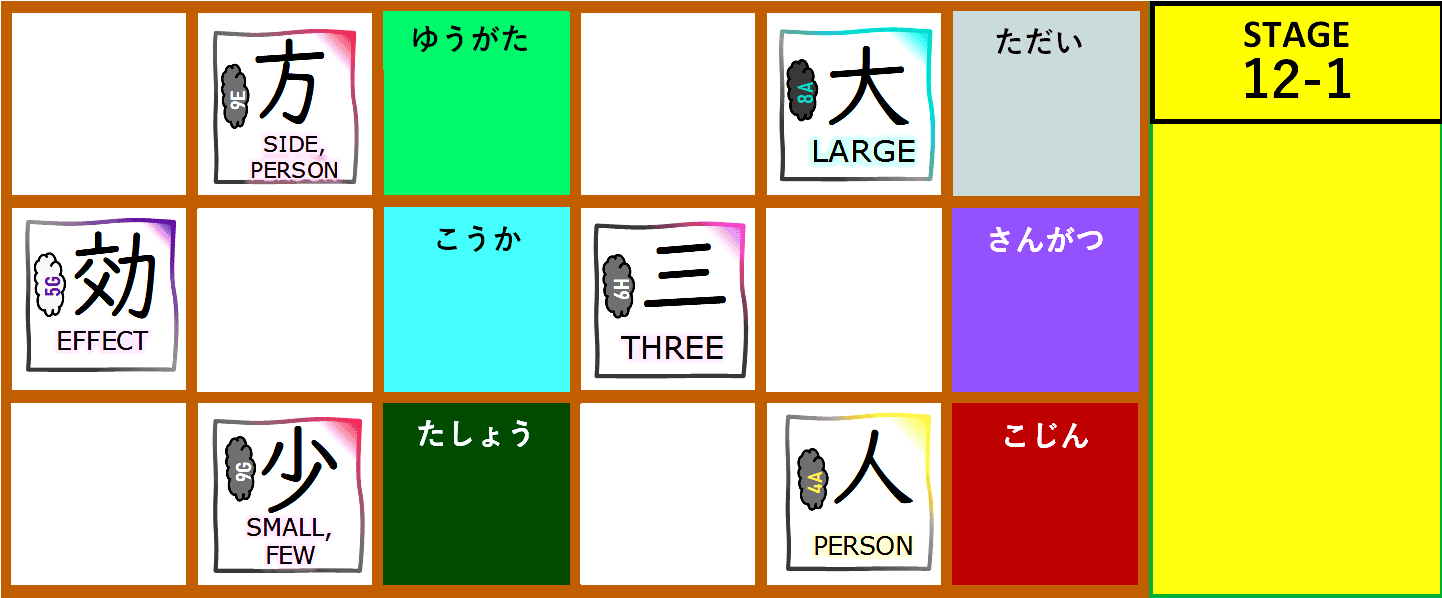 9E
方
SIDE,
PERSON
ゆうがた
8A
大
LARGE
ただい
STAGE
12-1
5G
効
EFFECT
こうか
6H
三
THREE
さんがつ
9G
少
SMALL,
FEW
たしょう
4A
人
PERSON
こじん